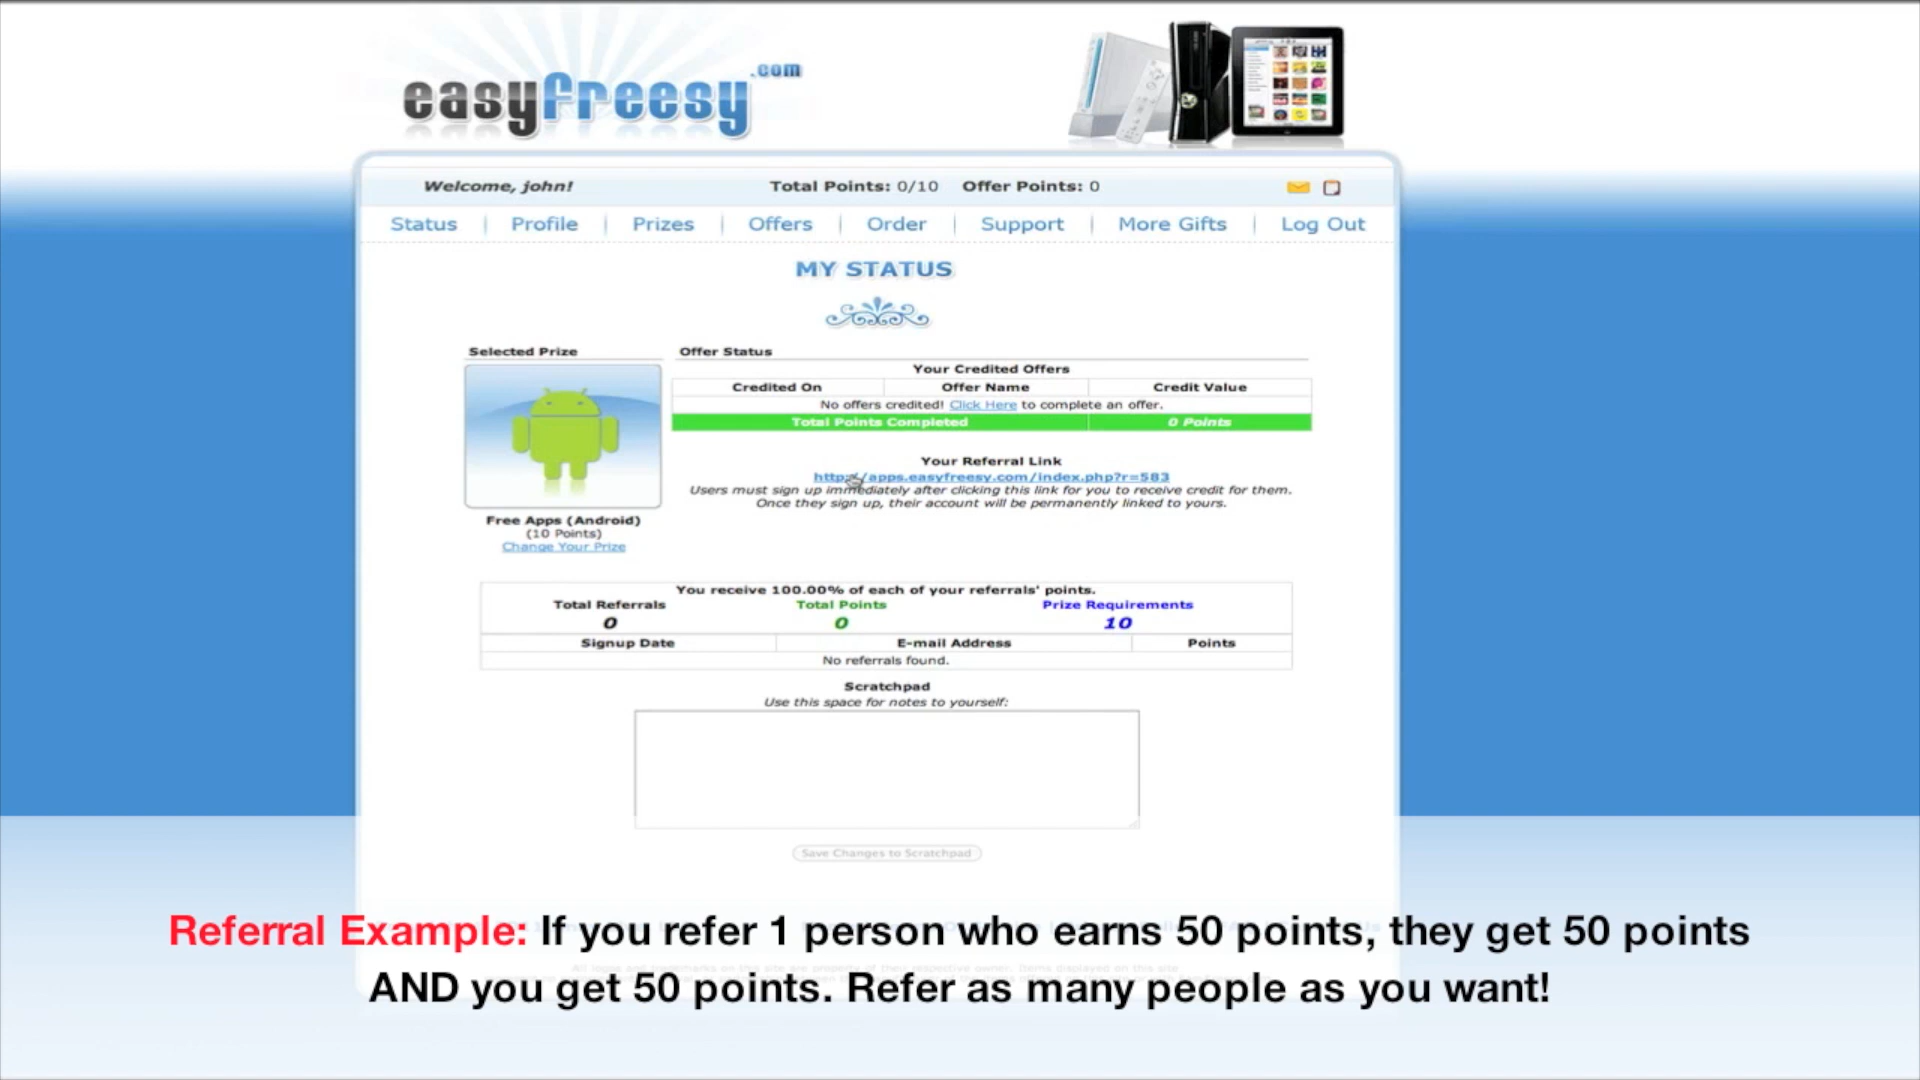 easyfreesy.com
Welcome, john!
Total Points: 0/10 Offer Points: 0
Status Profile Prizes Offers Order Support More Gifts Log Out
MY STATUS
Selected Prize
Free Apps (Android)
(10 Points)
Change Your Prize
Offer Status
Your Credited Offers
Credited On Offer Name Credit Value
No offers credited! Click Here to complete an offer.
Total Points Completed 0 Points
Your Referral Link
http://apps.easyfreesy.com/index.php?r=583
Users must sign up immediately after clicking this link for you to receive credit for them.
Once they sign up, their account will be permanently linked to yours.
You receive 100.00% of each of your referrals' points.
Total Referrals Total Points Prize Requirements
0 0 10
Signup Date E-mail Address Points
No referrals found.
Scratchpad
Use this space for notes to yourself:
Save Changes to Scratchpad
Referral Example: If you refer 1 person who earns 50 points, they get 50 points
AND you get 50 points. Refer as many people as you want!